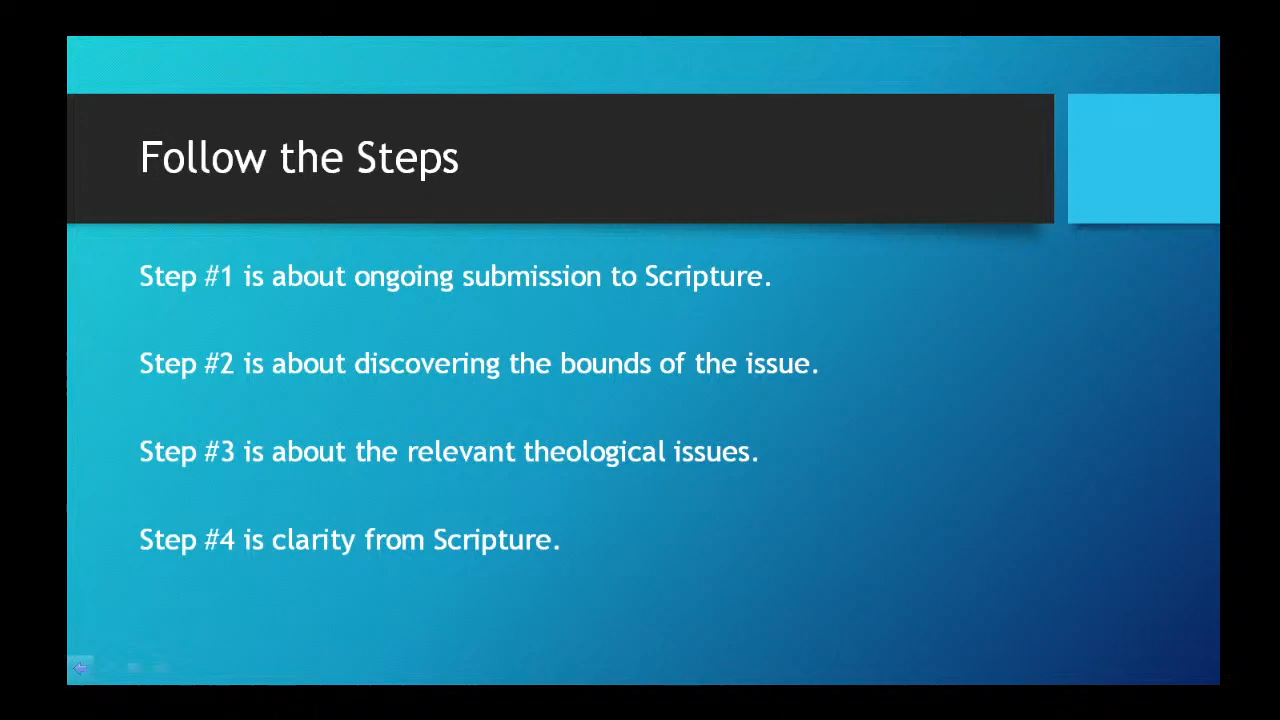 Follow the Steps
Step #1 is about ongoing submission to Scripture.
Step #2 is about discovering the bounds of the issue.
Step #3 is about the relevant theological issues.
Step #4 is clarity from Scripture.